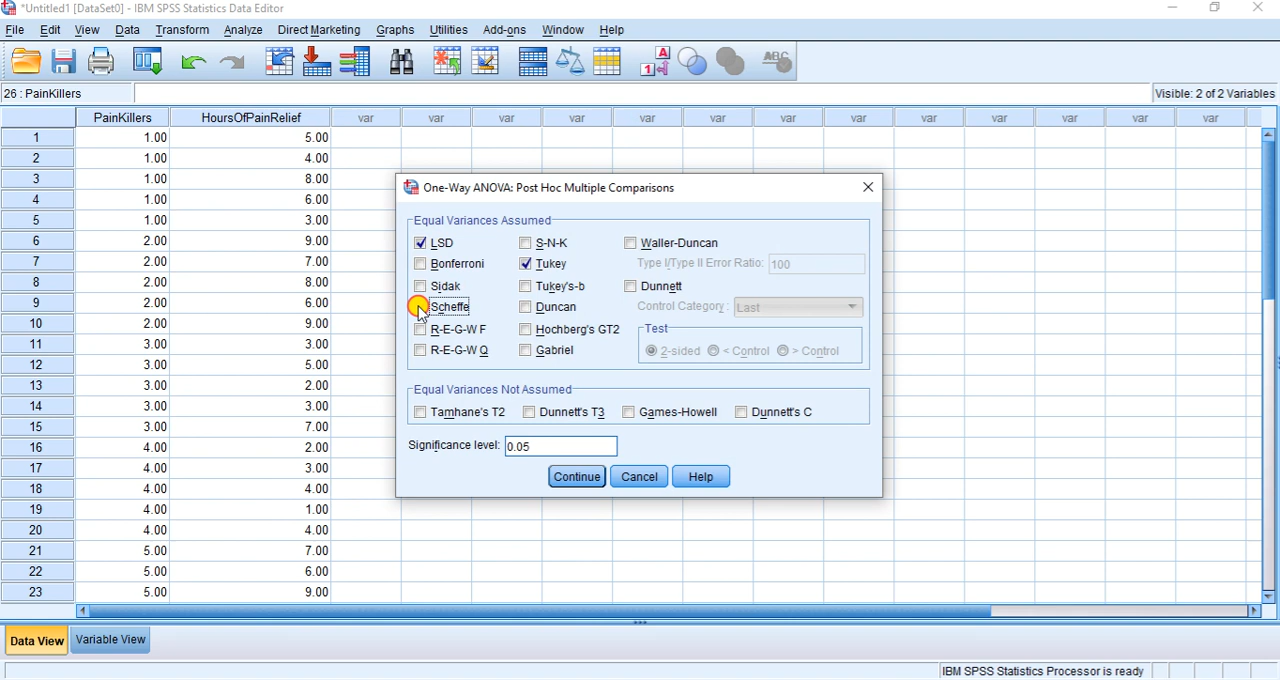 *Untitled1 [DataSet0] - IBM SPSS Statistics Data Editor
File Edit View Data Transform Analyze Direct Marketing Graphs Utilities Add-ons Window Help
26 : PainKillers Visible: 2 of 2 Variables
PainKillers HoursOfPainRelief var var var var var var var var var var var var var
1 1.00 5.00
2 1.00 4.00
3 1.00 8.00
4 1.00 6.00
5 1.00 3.00
6 2.00 9.00
7 2.00 7.00
8 2.00 8.00
9 2.00 6.00
10 2.00 9.00
11 3.00 3.00
12 3.00 5.00
13 3.00 2.00
14 3.00 3.00
15 3.00 7.00
16 4.00 2.00
17 4.00 3.00
18 4.00 4.00
19 4.00 1.00
20 4.00 4.00
21 5.00 7.00
22 5.00 6.00
23 5.00 9.00
One-Way ANOVA: Post Hoc Multiple Comparisons
Equal Variances Assumed
LSD S-N-K Waller-Duncan
Bonferroni Tukey Type I/Type II Error Ratio: 100
Sidak Tukey's-b Dunnett
Scheffe Duncan Control Category: Last
R-E-G-W F Hochberg's GT2 Test
R-E-G-W Q Gabriel 2-sided < Control > Control
Equal Variances Not Assumed
Tamhane's T2 Dunnett's T3 Games-Howell Dunnett's C
Significance level: 0.05
Continue Cancel Help
Data View Variable View
IBM SPSS Statistics Processor is ready